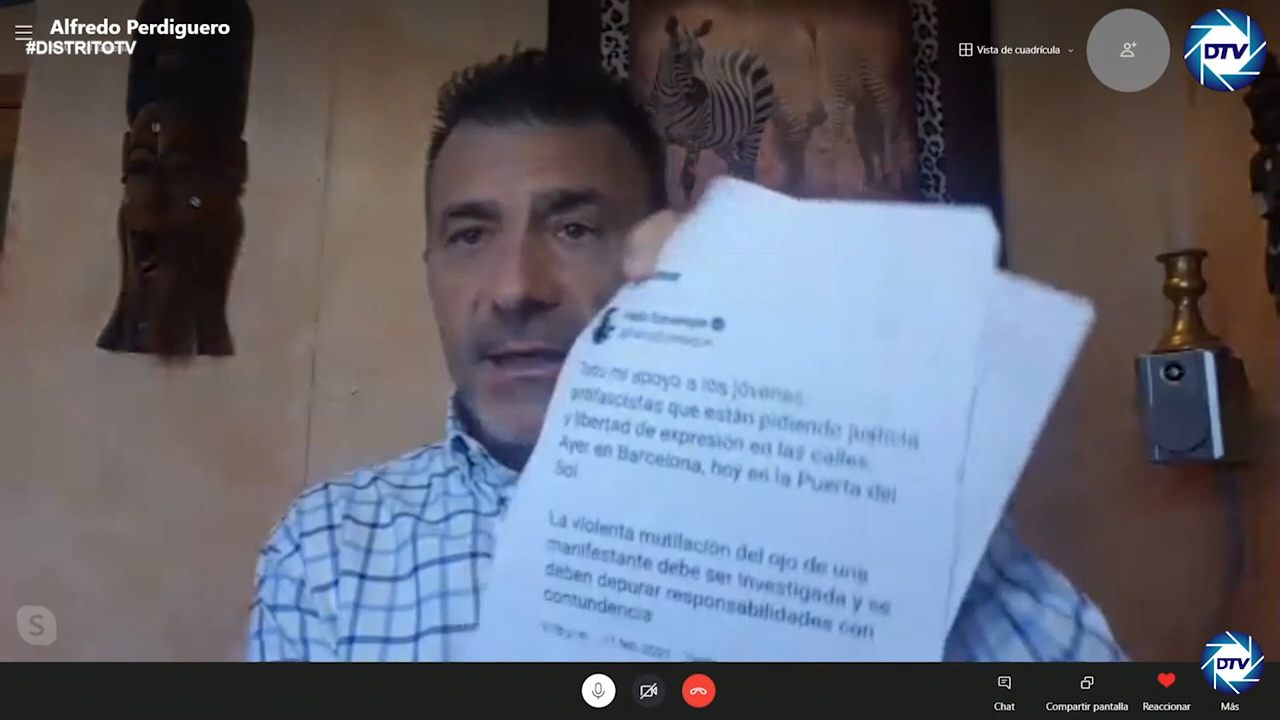 Alfredo Perdiguero
#DISTRITOTV
Vista de cuadrícula
DTV
Todo mi apoyo a los jóvenes
antifascistas que están pidiendo justicia
y libertad de expresión en las calles.
Ayer en Barcelona, hoy en la Puerta del
Sol
La violenta mutilación del ojo de una
manifestante debe ser investigada y se
deben depurar responsabilidades con
contundencia
S
DTV
Chat
Compartir pantalla
Reaccionar
Más